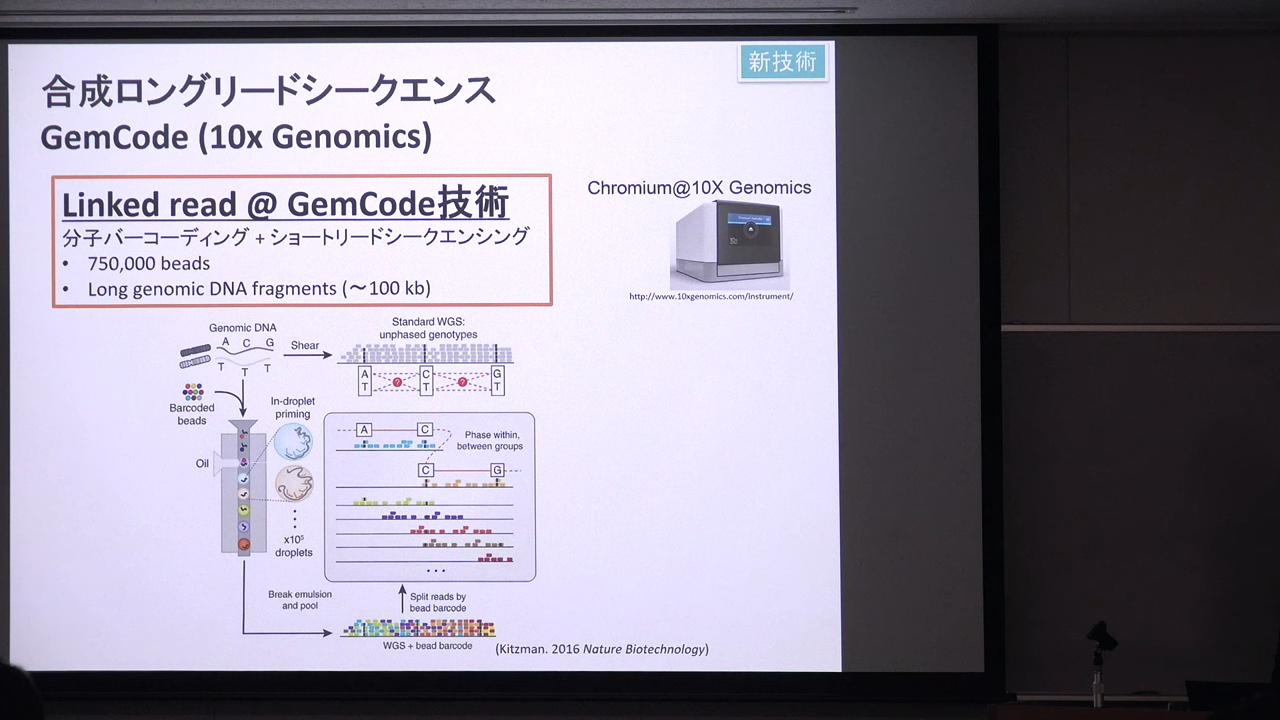 新技術
合成ロングリードシークエンス
GemCode (10x Genomics)
Linked read @ GemCode技術
分子バーコーディング + ショートリードシークエンシング
• 750,000 beads
• Long genomic DNA fragments (～100 kb)
Chromium@10X Genomics
http://www.10xgenomics.com/instrument/
Genomic DNA
A C G
T T T
Shear
Standard WGS:
unphased genotypes
A C G
? ?
T T T
Barcoded
beads
In-droplet
priming
Oil
x10⁵
droplets
A C
Phase within,
between groups
C G
Break emulsion
and pool
Split reads by
bead barcode
WGS + bead barcode
(Kitzman. 2016 Nature Biotechnology)